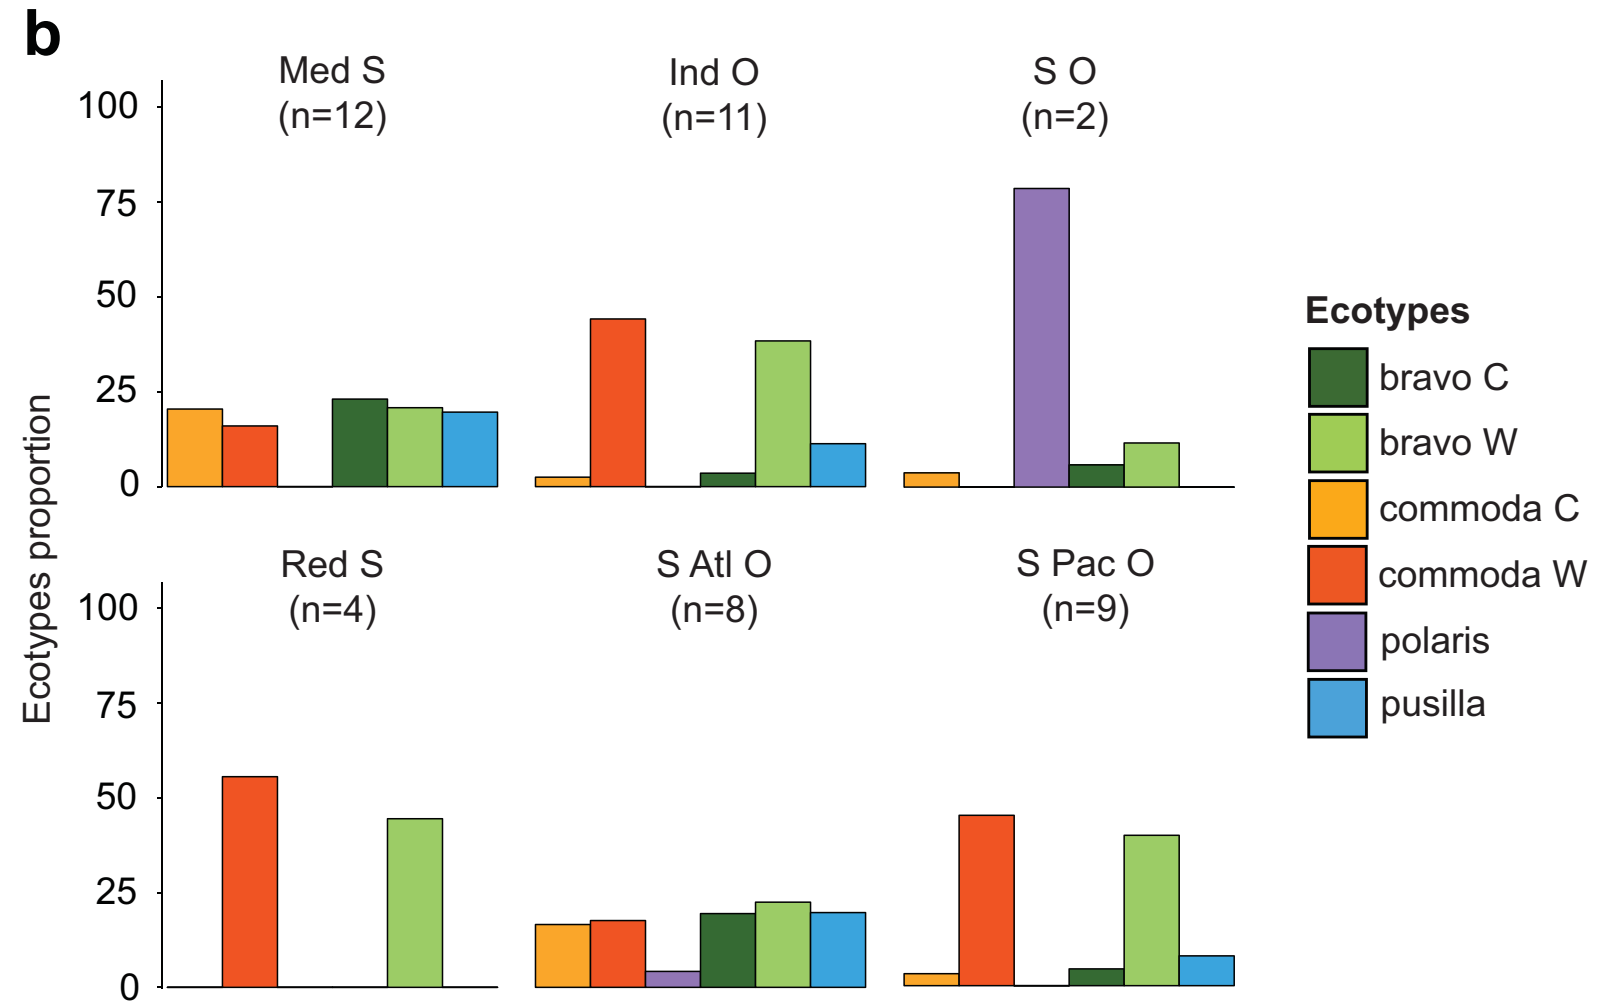 b
Med S
(n=12)
Ind O
(n=11)
S O
(n=2)
100
75
50
25
0
Red S
(n=4)
S Atl O
(n=8)
S Pac O
(n=9)
100
75
50
25
0
Ecotypes proportion
Ecotypes
bravo C
bravo W
commoda C
commoda W
polaris
pusilla